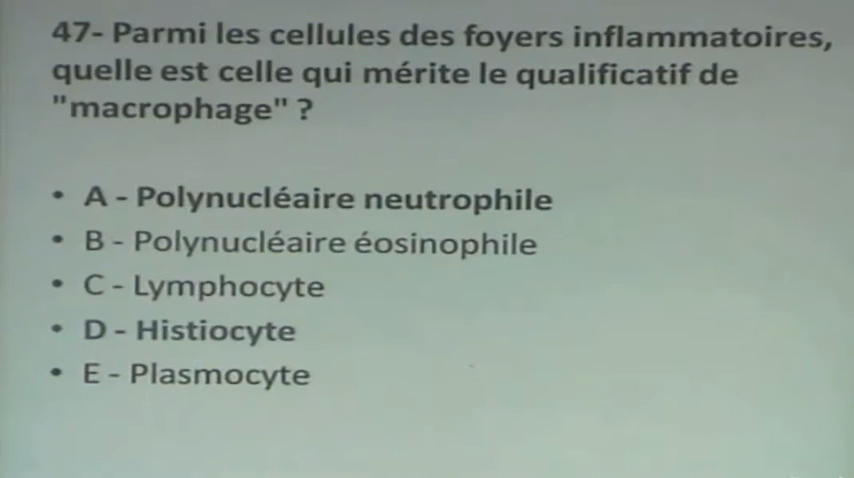 47- Parmi les cellules des foyers inflammatoires,
quelle est celle qui mérite le qualificatif de
"macrophage" ?
• A - Polynucléaire neutrophile
• B - Polynucléaire éosinophile
• C - Lymphocyte
• D - Histiocyte
• E - Plasmocyte